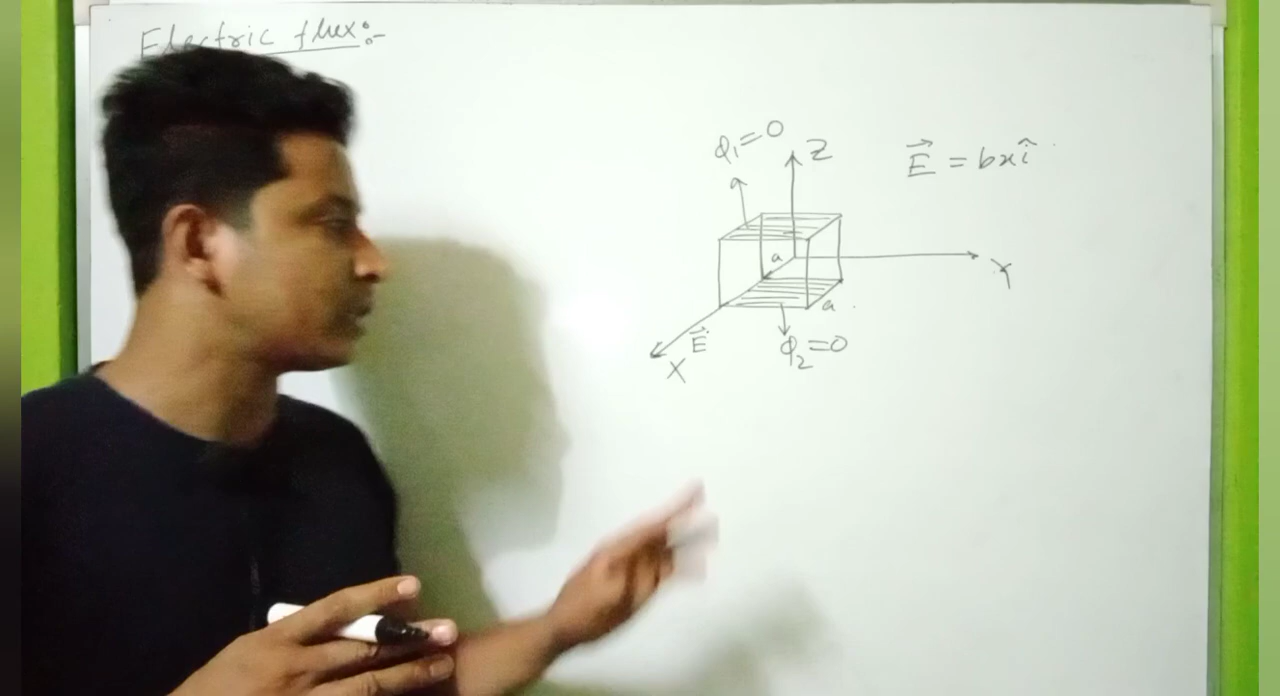 Electric flux:-
Φ₁=0
Z
E⃗ = bxî
a
Y
a
E⃗
Φ₂=0
X